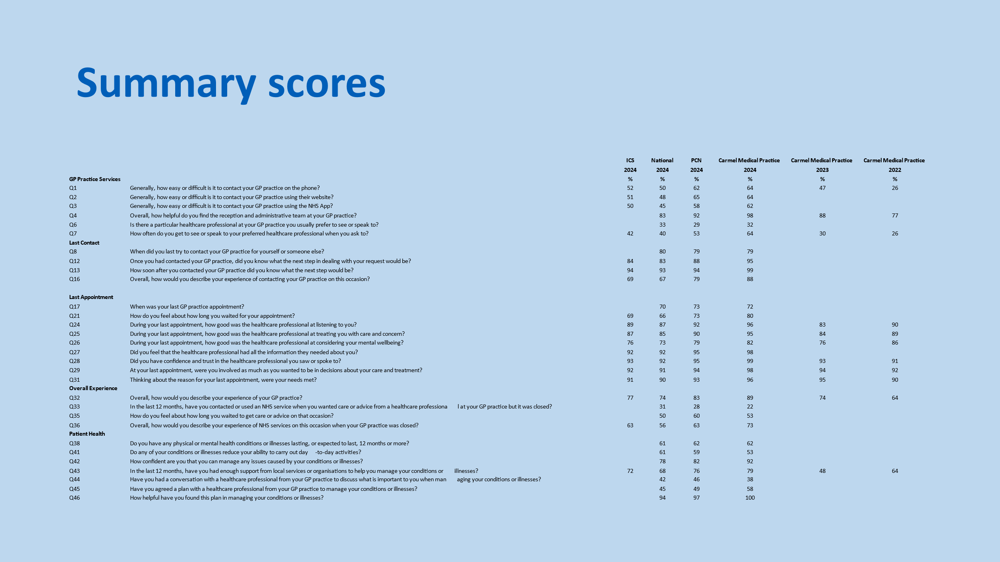 Summary scores
ICS National PCN Carmel Medical Practice Carmel Medical Practice Carmel Medical Practice
2024 2024 2024 2024 2023 2022
GP Practice Services % % % % % %
Q1 Generally, how easy or difficult is it to contact your GP practice on the phone? 52 50 62 64 47 26
Q2 Generally, how easy or difficult is it to contact your GP practice using their website? 51 48 65 64
Q3 Generally, how easy or difficult is it to contact your GP practice using the NHS App? 50 45 58 62
Q4 Overall, how helpful do you find the reception and administrative team at your GP practice? 83 92 98 88 77
Q6 Is there a particular healthcare professional at your GP practice you usually prefer to see or speak to? 33 29 32
Q7 How often do you get to see or speak to your preferred healthcare professional when you ask to? 42 40 53 64 30 26
Last Contact
Q8 When did you last try to contact your GP practice for yourself or someone else? 80 79 79
Q12 Once you had contacted your GP practice, did you know what the next step in dealing with your request would be? 84 83 88 95
Q13 How soon after you contacted your GP practice did you know what the next step would be? 94 93 94 99
Q16 Overall, how would you describe your experience of contacting your GP practice on this occasion? 69 67 79 88
Last Appointment
Q17 When was your last GP practice appointment? 70 73 72
Q21 How do you feel about how long you waited for your appointment? 69 66 73 80
Q24 During your last appointment, how good was the healthcare professional at listening to you? 89 87 92 96 83 90
Q25 During your last appointment, how good was the healthcare professional at treating you with care and concern? 87 85 90 95 84 89
Q26 During your last appointment, how good was the healthcare professional at considering your mental wellbeing? 76 73 79 82 76 86
Q27 Did you feel that the healthcare professional had all the information they needed about you? 92 92 95 98
Q28 Did you have confidence and trust in the healthcare professional you saw or spoke to? 93 92 95 99 93 91
Q29 At your last appointment, were you involved as much as you wanted to be in decisions about your care and treatment? 92 91 94 98 94 92
Q31 Thinking about the reason for your last appointment, were your needs met? 91 90 93 96 95 90
Overall Experience
Q32 Overall, how would you describe your experience of your GP practice? 77 74 83 89 74 64
Q33 In the last 12 months, have you contacted or used an NHS service when you wanted care or advice from a healthcare professiona l at your GP practice but it was closed? 31 28 22
Q35 How do you feel about how long you waited to get care or advice on that occasion? 50 60 53
Q36 Overall, how would you describe your experience of NHS services on this occasion when your GP practice was closed? 63 56 63 73
Patient Health
Q38 Do you have any physical or mental health conditions or illnesses lasting, or expected to last, 12 months or more? 61 62 62
Q41 Do any of your conditions or illnesses reduce your ability to carry out day -to-day activities? 61 59 53
Q42 How confident are you that you can manage any issues caused by your conditions or illnesses? 78 82 92
Q43 In the last 12 months, have you had enough support from local services or organisations to help you manage your conditions or illnesses? 72 68 76 79 48 64
Q44 Have you had a conversation with a healthcare professional from your GP practice to discuss what is important to you when man aging your conditions or illnesses? 42 46 38
Q45 Have you agreed a plan with a healthcare professional from your GP practice to manage your conditions or illnesses? 45 49 58
Q46 How helpful have you found this plan in managing your conditions or illnesses? 94 97 100